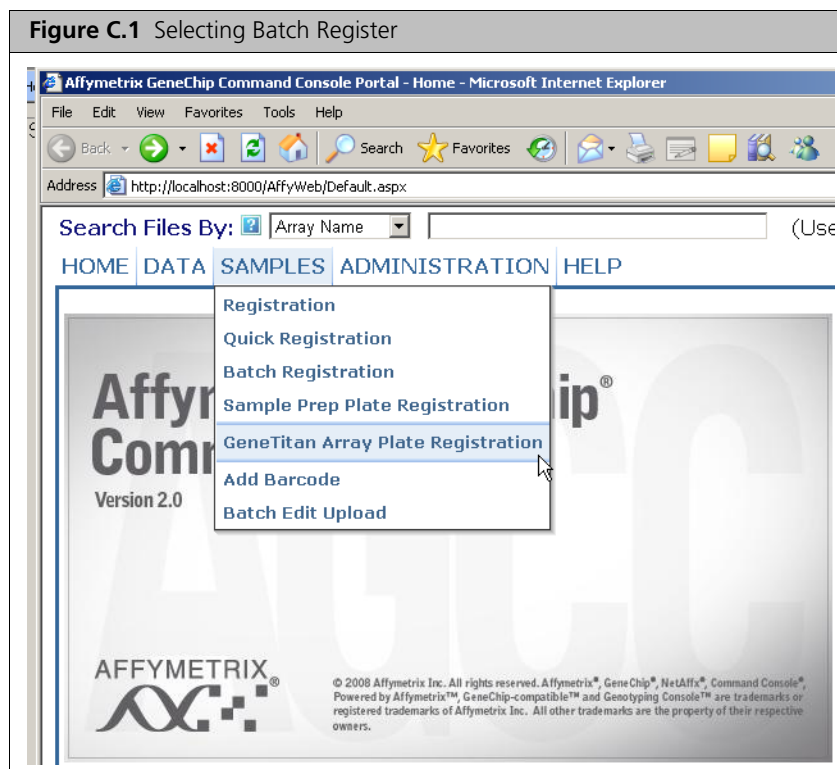 Figure C.1 Selecting Batch Register
Affymetrix GeneChip Command Console Portal - Home - Microsoft Internet Explorer
File Edit View Favorites Tools Help
Back Search Favorites
Address http://localhost:8000/AffyWeb/Default.aspx
Search Files By: ? Array Name (Use
HOME DATA SAMPLES ADMINISTRATION HELP
Registration
Quick Registration
Batch Registration
Sample Prep Plate Registration
GeneTitan Array Plate Registration
Add Barcode
Batch Edit Upload
Affy ip®
Com
Version 2.0
AGCC
AFFYMETRIX®
© 2008 Affymetrix Inc. All rights reserved. Affymetrix®, GeneChip®, NetAffx®, Command Console®,
Powered by Affymetrix™, GeneChip-compatible™ and Genotyping Console™ are trademarks or
registered trademarks of Affymetrix Inc. All other trademarks are the property of their respective
owners.